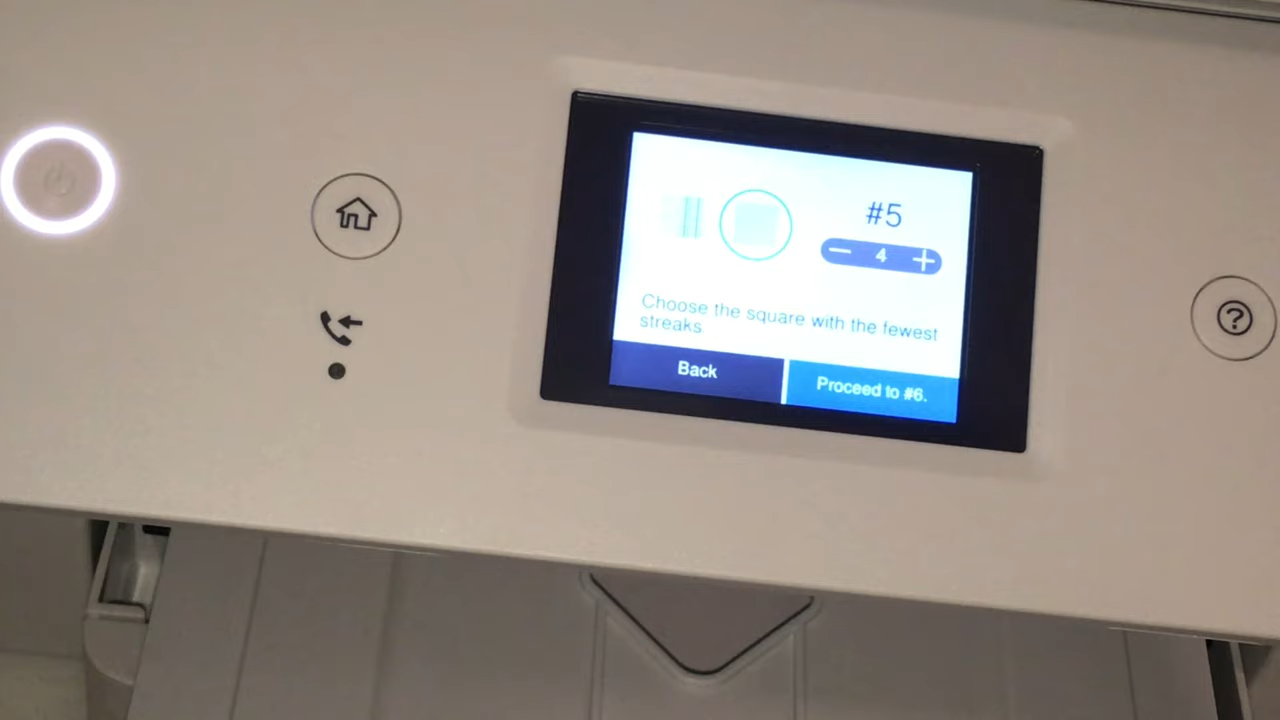 #5
− 4 +
Choose the square with the fewest
streaks
Back
Proceed to #6.
?